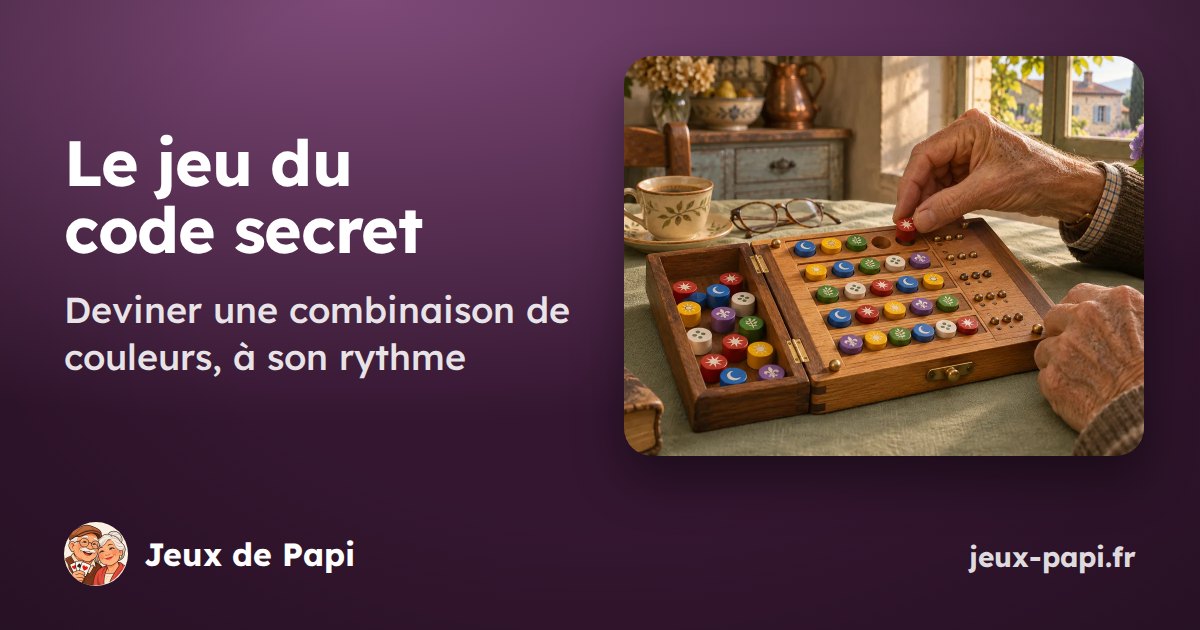 Le jeu du
code secret
Deviner une combinaison de
couleurs, à son rythme
Jeux de Papi
jeux-papi.fr